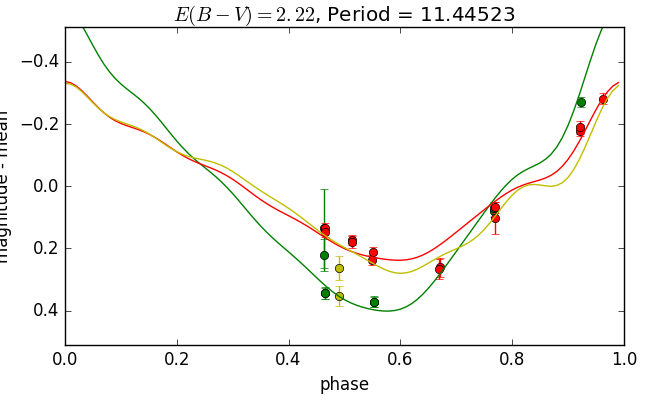 E(B − V) = 2.22, Period = 11.44523
magnitude - mean
−0.4
−0.2
0.0
0.2
0.4
0.0 0.2 0.4 0.6 0.8 1.0
phase